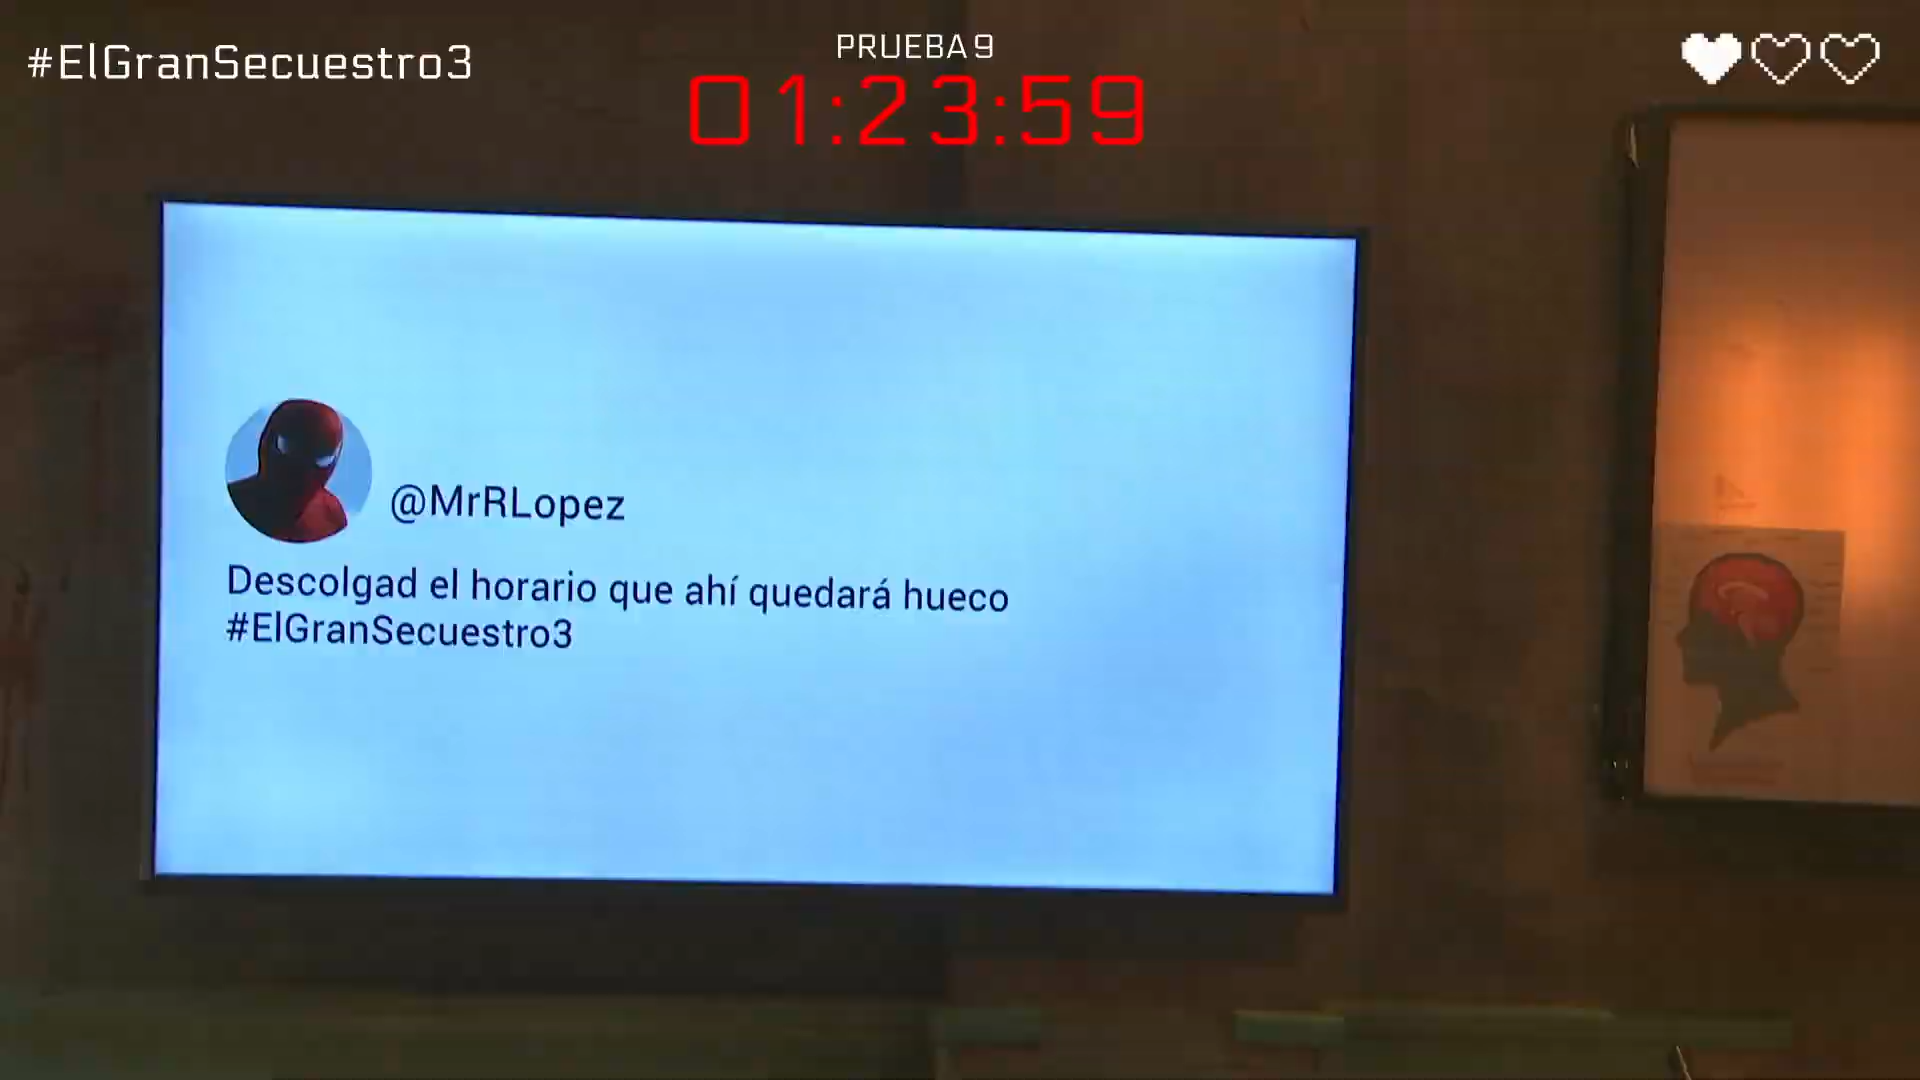 #ElGranSecuestro3
PRUEBA 9
01:23:59
@MrRLopez
Descolgad el horario que ahí quedará hueco
#ElGranSecuestro3